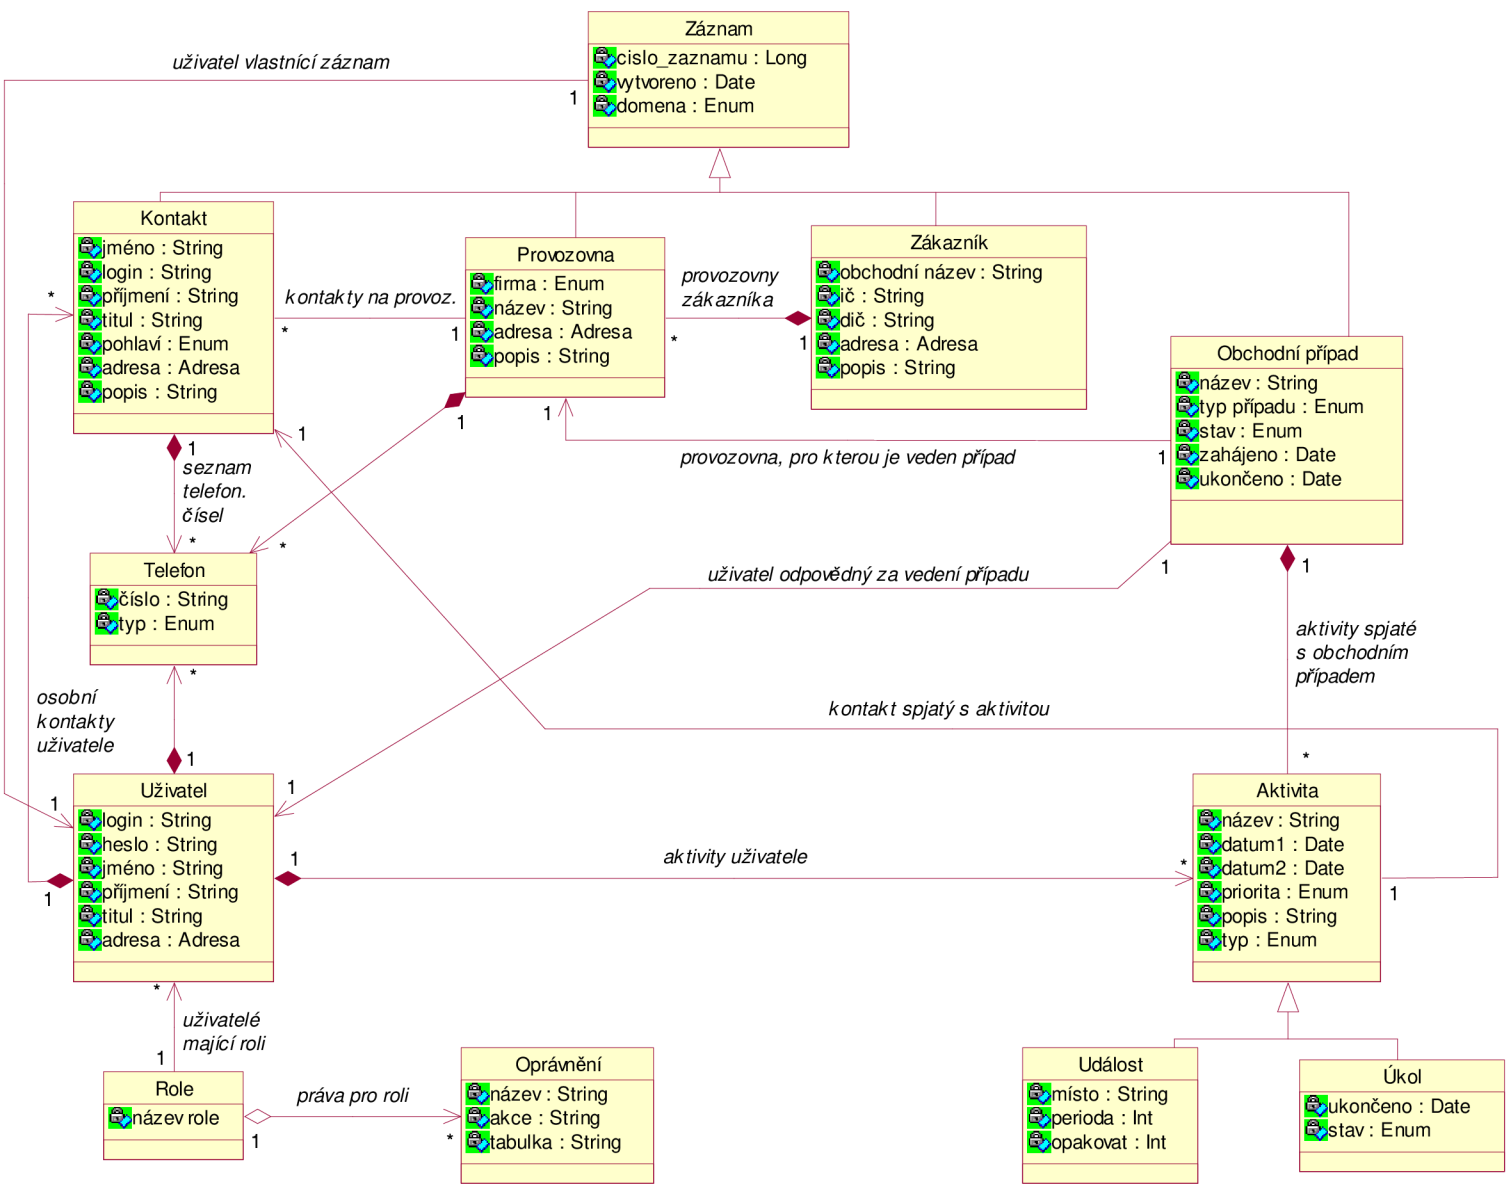 Záznam
cislo_zaznamu : Long
vytvoreno : Date
domena : Enum
uživatel vlastnící záznam
1
Kontakt
jméno : String
login : String
příjmení : String
titul : String
pohlaví : Enum
adresa : Adresa
popis : String
*
kontakty na provoz.
*
1
Provozovna
firma : Enum
název : String
adresa : Adresa
popis : String
provozovny
zákazníka
*
1
Zákazník
obchodní název : String
ič : String
dič : String
adresa : Adresa
popis : String
Obchodní případ
název : String
typ případu : Enum
stav : Enum
zahájeno : Date
ukončeno : Date
1
1
1
1
provozovna, pro kterou je veden případ
1
seznam
telefon.
čísel
*
*
Telefon
číslo : String
typ : Enum
*
uživatel odpovědný za vedení případu
1
1
aktivity spjaté
s obchodním
případem
*
osobní
kontakty
uživatele
kontakt spjatý s aktivitou
1
1
1
Uživatel
login : String
heslo : String
jméno : String
příjmení : String
titul : String
adresa : Adresa
1
1
aktivity uživatele
*
Aktivita
název : String
datum1 : Date
datum2 : Date
priorita : Enum
popis : String
typ : Enum
1
*
uživatelé
mající roli
1
Role
název role
práva pro roli
1
*
Oprávnění
název : String
akce : String
tabulka : String
Událost
místo : String
perioda : Int
opakovat : Int
Úkol
ukončeno : Date
stav : Enum